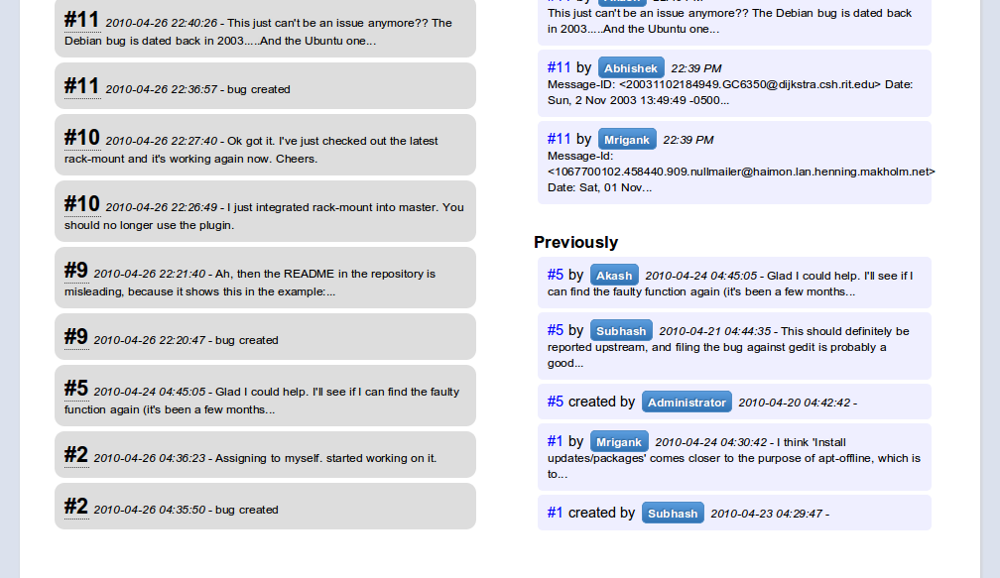 #11 2010-04-26 22:40:26 - This just can't be an issue anymore?? The
Debian bug is dated back in 2003.....And the Ubuntu one...
#11 2010-04-26 22:36:57 - bug created
#10 2010-04-26 22:27:40 - Ok got it. I've just checked out the latest
rack-mount and it's working again now. Cheers.
#10 2010-04-26 22:26:49 - I just integrated rack-mount into master. You
should no longer use the plugin.
#9 2010-04-26 22:21:40 - Ah, then the README in the repository is
misleading, because it shows this in the example:...
#9 2010-04-26 22:20:47 - bug created
#5 2010-04-24 04:45:05 - Glad I could help. I'll see if I can find the faulty
function again (it's been a few months...
#2 2010-04-26 04:36:23 - Assigning to myself. started working on it.
#2 2010-04-26 04:35:50 - bug created
This just can't be an issue anymore?? The Debian bug is dated back
in 2003.....And the Ubuntu one...
#11 by Abhishek 22:39 PM
Message-ID: <20031102184949.GC6350@dijkstra.csh.rit.edu> Date:
Sun, 2 Nov 2003 13:49:49 -0500...
#11 by Mrigank 22:39 PM
Message-Id:
<1067700102.458440.909.nullmailer@haimon.lan.henning.makholm.net>
Date: Sat, 01 Nov...
Previously
#5 by Akash 2010-04-24 04:45:05 - Glad I could help. I'll see if I
can find the faulty function again (it's been a few months...
#5 by Subhash 2010-04-21 04:44:35 - This should definitely be
reported upstream, and filing the bug against gedit is probably a
good...
#5 created by Administrator 2010-04-20 04:42:42 -
#1 by Mrigank 2010-04-24 04:30:42 - I think 'Install
updates/packages' comes closer to the purpose of apt-offline, which is
to...
#1 created by Subhash 2010-04-23 04:29:47 -